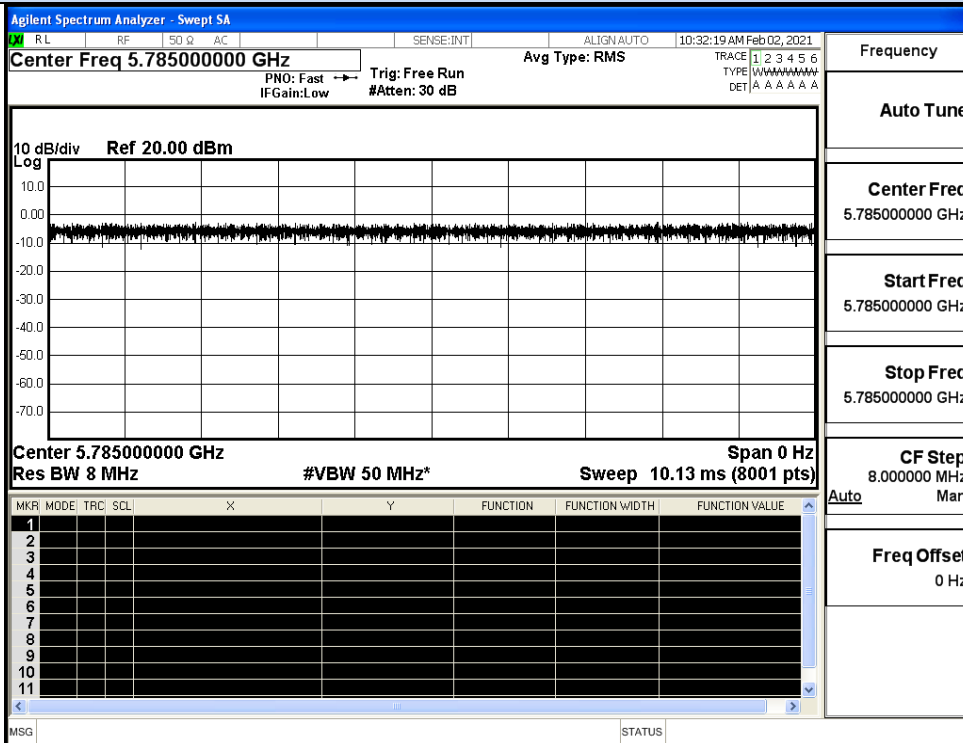 Agilent Spectrum Analyzer - Swept SA
LXI RL RF 50 Ω AC SENSE:INT ALIGN AUTO 10:32:19 AM Feb 02, 2021
Center Freq 5.785000000 GHz
PNO: Fast
IFGain:Low
Trig: Free Run
#Atten: 30 dB
Avg Type: RMS
TRACE 1 2 3 4 5 6
TYPE WWWWWW
DET A A A A A A
10 dB/div Ref 20.00 dBm
Log
10.0
0.00
-10.0
-20.0
-30.0
-40.0
-50.0
-60.0
-70.0
Center 5.785000000 GHz Span 0 Hz
Res BW 8 MHz #VBW 50 MHz* Sweep 10.13 ms (8001 pts)
MKR MODE TRC SCL X Y FUNCTION FUNCTION WIDTH FUNCTION VALUE
1
2
3
4
5
6
7
8
9
10
11
MSG STATUS
Frequency
Auto Tune
Center Freq
5.785000000 GHz
Start Freq
5.785000000 GHz
Stop Freq
5.785000000 GHz
CF Step
8.000000 MHz
Auto Man
Freq Offset
0 Hz